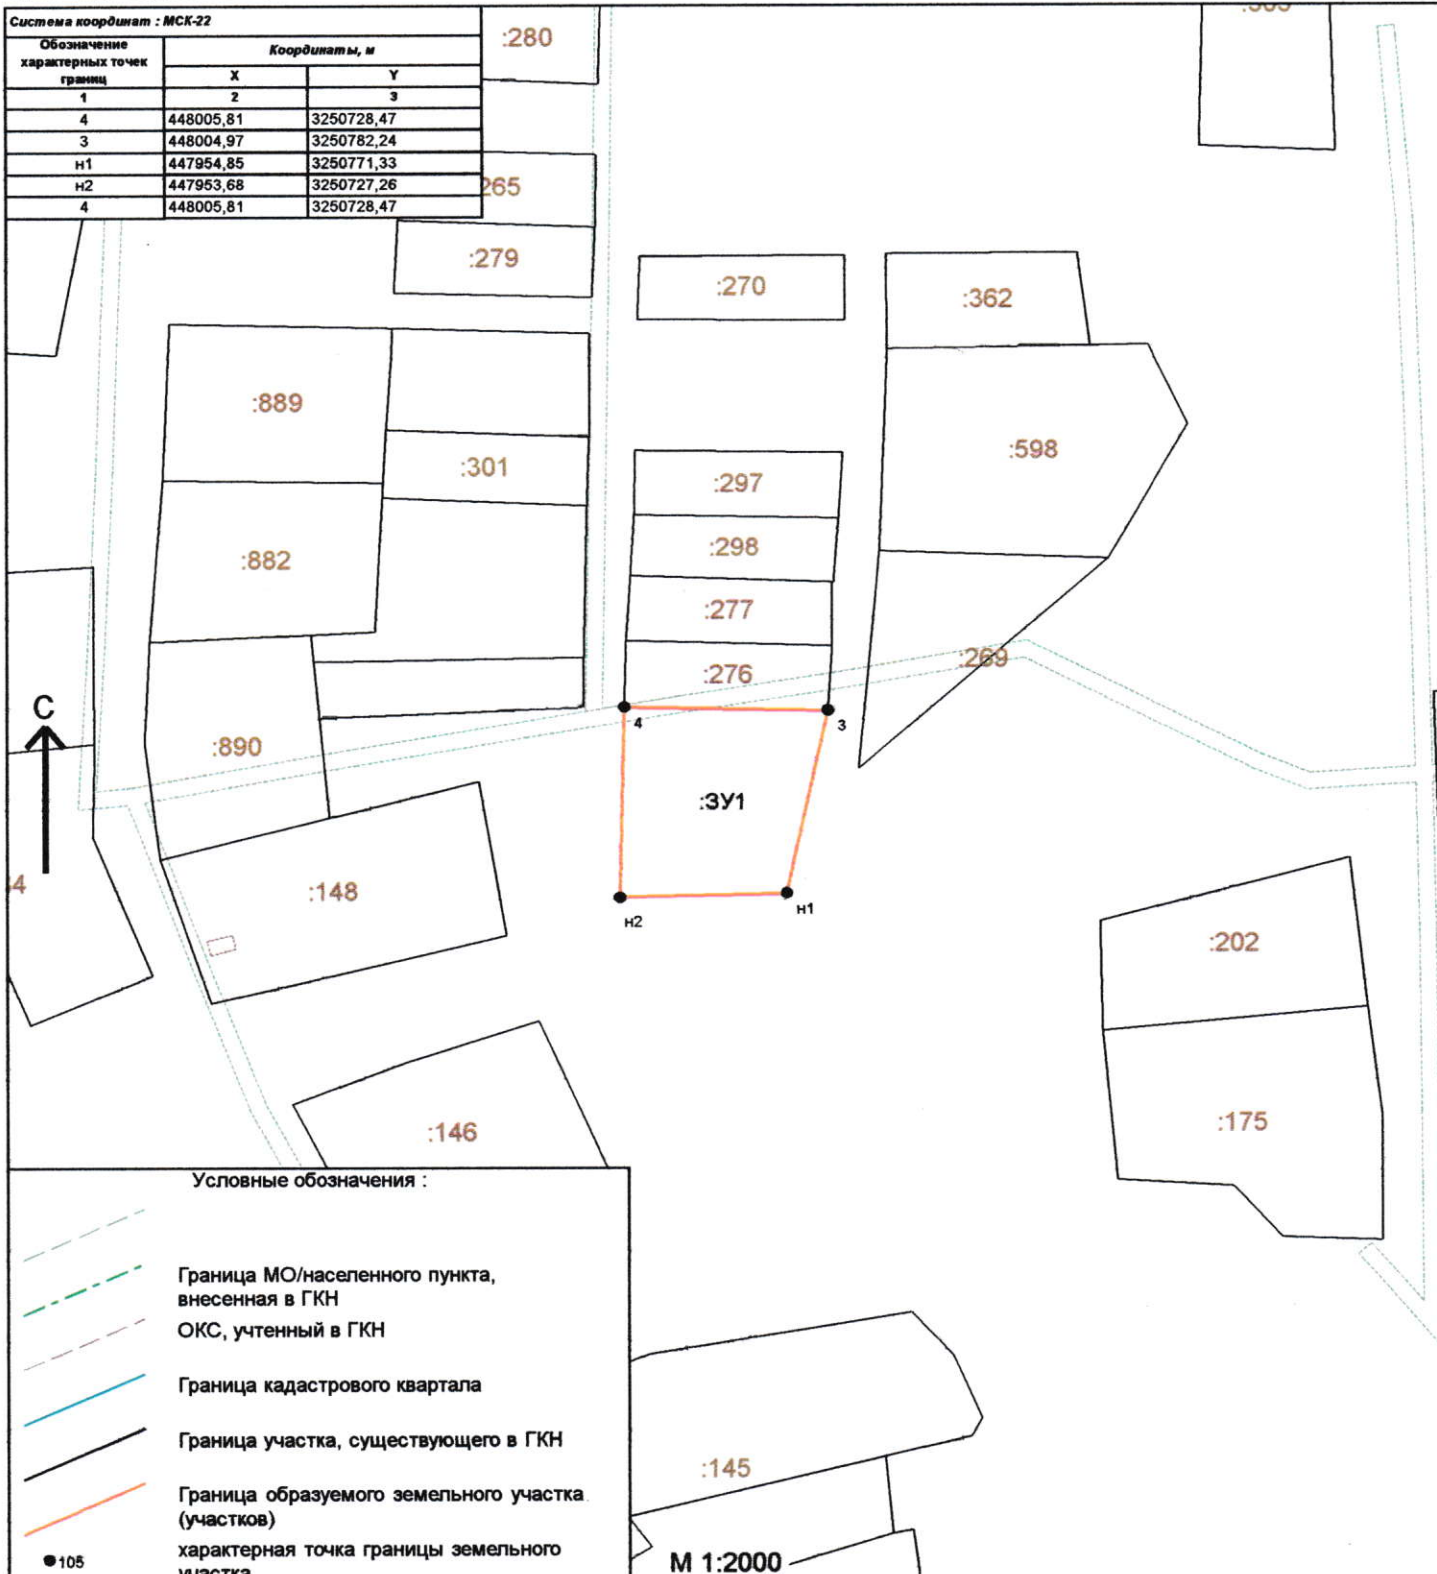 Система координат : МСК-22
Обозначение характерных точек границ Координаты, м
X Y
1 2 3
4 448005,81 3250728,47
3 448004,97 3250782,24
н1 447954,85 3250771,33
н2 447953,68 3250727,26
4 448005,81 3250728,47
:280
265
:279
:270
:362
:889
:301
:297
:598
:298
:882
:277
:276
:269
С
4
3
:890
:ЗУ1
:148
н2
н1
:202
:146
:175
Условные обозначения :
Граница МО/населенного пункта,
внесенная в ГКН
ОКС, учтенный в ГКН
Граница кадастрового квартала
Граница участка, существующего в ГКН
Граница образуемого земельного участка
(участков)
105
характерная точка границы земельного
участка
:145
М 1:2000